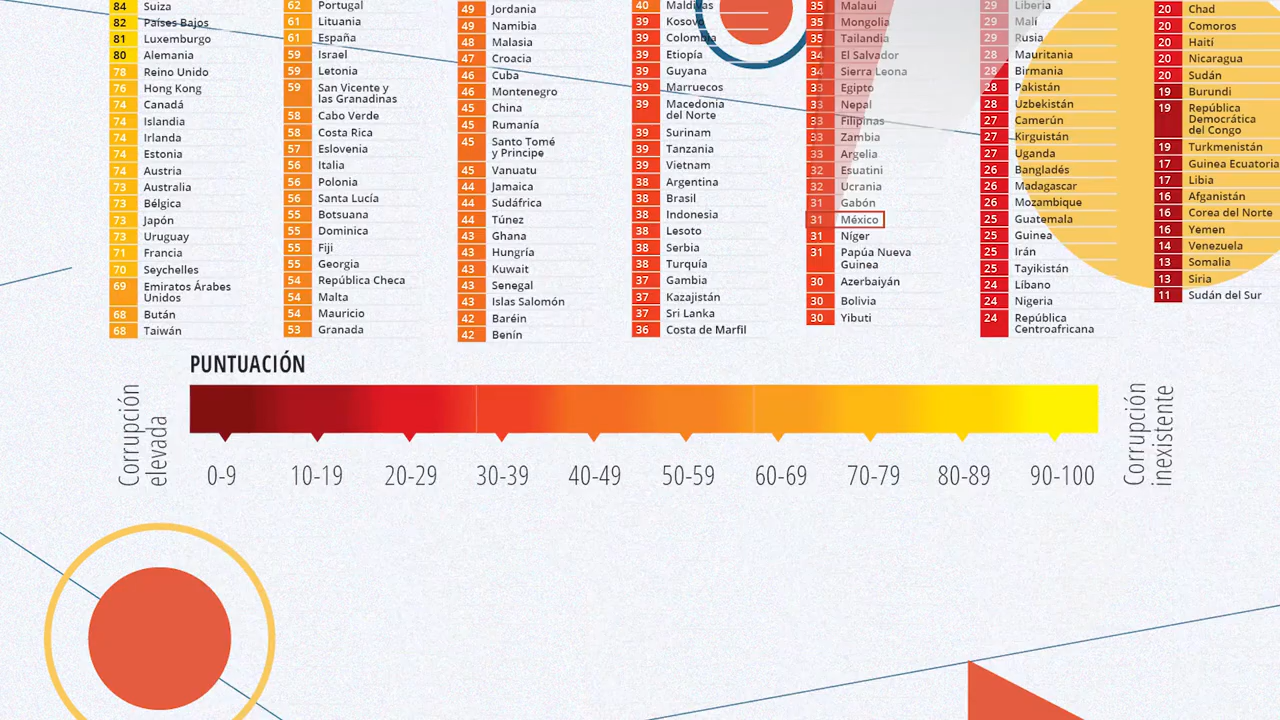 84 Suiza
82 Países Bajos
81 Luxemburgo
80 Alemania
78 Reino Unido
76 Hong Kong
74 Canadá
74 Islandia
74 Irlanda
74 Estonia
74 Austria
73 Australia
73 Bélgica
73 Japón
73 Uruguay
71 Francia
70 Seychelles
69 Emiratos Árabes
Unidos
68 Bután
68 Taiwán
62 Portugal
61 Lituania
61 España
59 Israel
59 Letonia
59 San Vicente y
las Granadinas
58 Cabo Verde
58 Costa Rica
57 Eslovenia
56 Italia
56 Polonia
56 Santa Lucía
55 Botsuana
55 Dominica
55 Fiji
55 Georgia
54 República Checa
54 Malta
54 Mauricio
53 Granada
49 Jordania
49 Namibia
48 Malasia
47 Croacia
46 Cuba
46 Montenegro
45 China
45 Rumanía
45 Santo Tomé
y Principe
45 Vanuatu
44 Jamaica
44 Sudáfrica
44 Túnez
43 Ghana
43 Hungría
43 Kuwait
43 Senegal
43 Islas Salomón
42 Baréin
42 Benín
40 Maldivas
39 Kosovo
39 Colombia
39 Etiopía
39 Guyana
39 Marruecos
39 Macedonia
del Norte
39 Surinam
39 Tanzania
39 Vietnam
38 Argentina
38 Brasil
38 Indonesia
38 Lesoto
38 Serbia
38 Turquía
37 Gambia
37 Kazajistán
37 Sri Lanka
36 Costa de Marfil
35 Malaui
35 Mongolia
35 Tailandia
34 El Salvador
34 Sierra Leona
33 Egipto
33 Nepal
33 Filipinas
33 Zambia
33 Argelia
32 Esuatini
32 Ucrania
31 Gabón
31 México
31 Níger
31 Papúa Nueva
Guinea
30 Azerbaiyán
30 Bolivia
30 Yibuti
29 Liberia
29 Malí
29 Rusia
28 Mauritania
28 Birmania
28 Pakistán
28 Uzbekistán
27 Camerún
27 Kirguistán
27 Uganda
26 Bangladés
26 Madagascar
26 Mozambique
25 Guatemala
25 Guinea
25 Irán
25 Tayikistán
24 Líbano
24 Nigeria
24 República
Centroafricana
20 Chad
20 Comoros
20 Haití
20 Nicaragua
20 Sudán
19 Burundi
19 República
Democrática
del Congo
19 Turkmenistán
17 Guinea Ecuatoria
17 Libia
16 Afganistán
16 Corea del Norte
16 Yemen
14 Venezuela
13 Somalia
13 Siria
11 Sudán del Sur
PUNTUACIÓN
Corrupción
elevada
0-9 10-19 20-29 30-39 40-49 50-59 60-69 70-79 80-89 90-100
Corrupción
inexistente